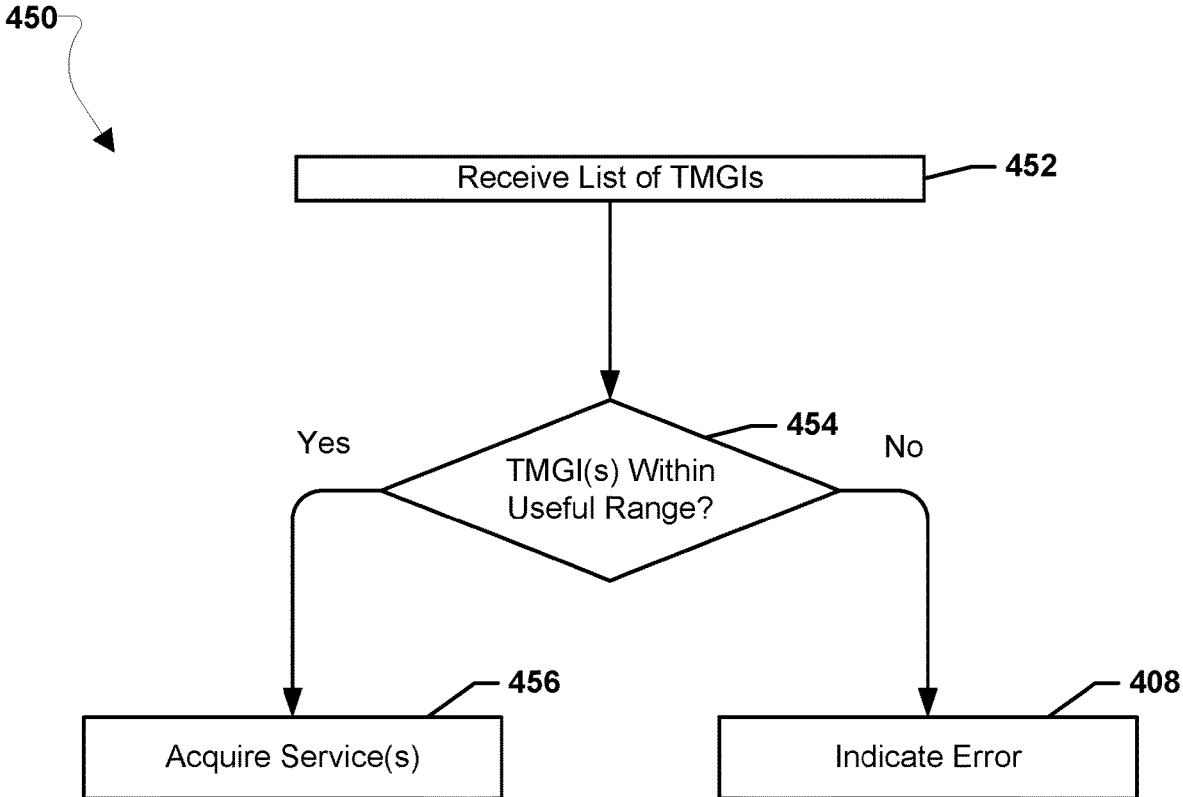 450
Receive List of TMGIs
452
454
Yes
No
TMGI(s) Within
Useful Range?
456
408
Acquire Service(s)
Indicate Error